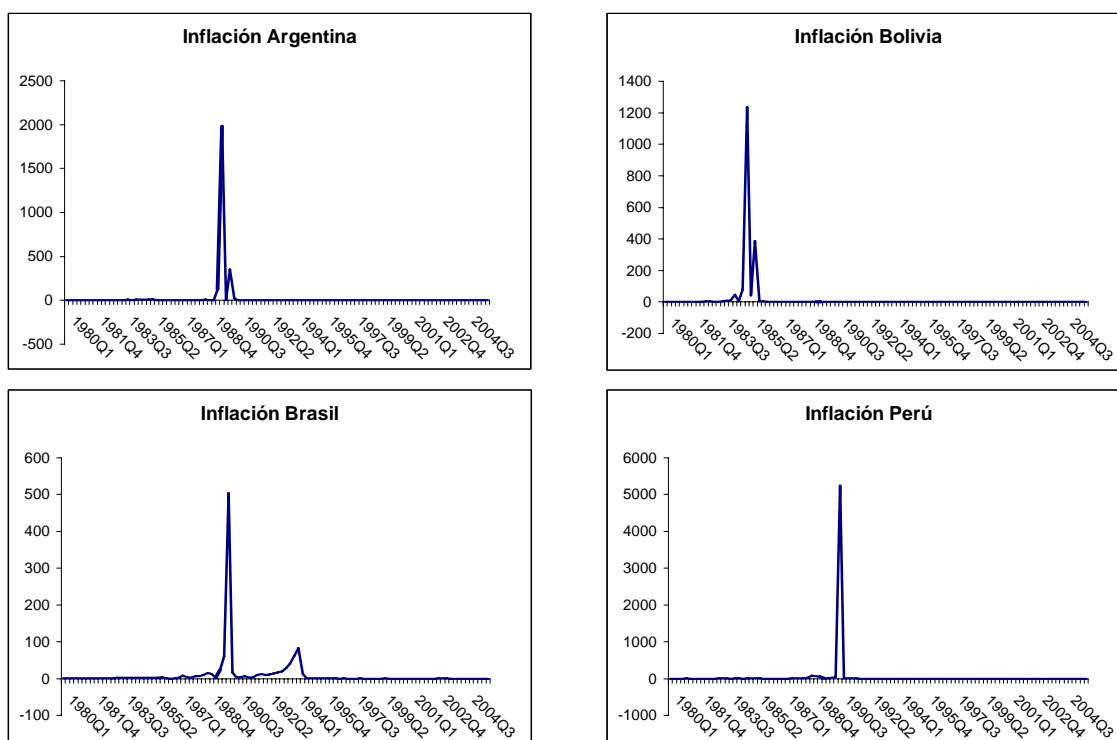 Inflación Argentina
2500
2000
1500
1000
500
0
-500
1980Q1
1981Q4
1983Q3
1985Q2
1987Q1
1988Q4
1990Q3
1992Q2
1994Q1
1995Q4
1997Q3
1999Q2
2001Q1
2002Q4
2004Q3
Inflación Bolivia
1400
1200
1000
800
600
400
200
0
-200
1980Q1
1981Q4
1983Q3
1985Q2
1987Q1
1988Q4
1990Q3
1992Q2
1994Q1
1995Q4
1997Q3
1999Q2
2001Q1
2002Q4
2004Q3
Inflación Brasil
600
500
400
300
200
100
0
-100
1980Q1
1981Q4
1983Q3
1985Q2
1987Q1
1988Q4
1990Q3
1992Q2
1994Q1
1995Q4
1997Q3
1999Q2
2001Q1
2002Q4
2004Q3
Inflación Perú
6000
5000
4000
3000
2000
1000
0
-1000
1980Q1
1981Q4
1983Q3
1985Q2
1987Q1
1988Q4
1990Q3
1992Q2
1994Q1
1995Q4
1997Q3
1999Q2
2001Q1
2002Q4
2004Q3